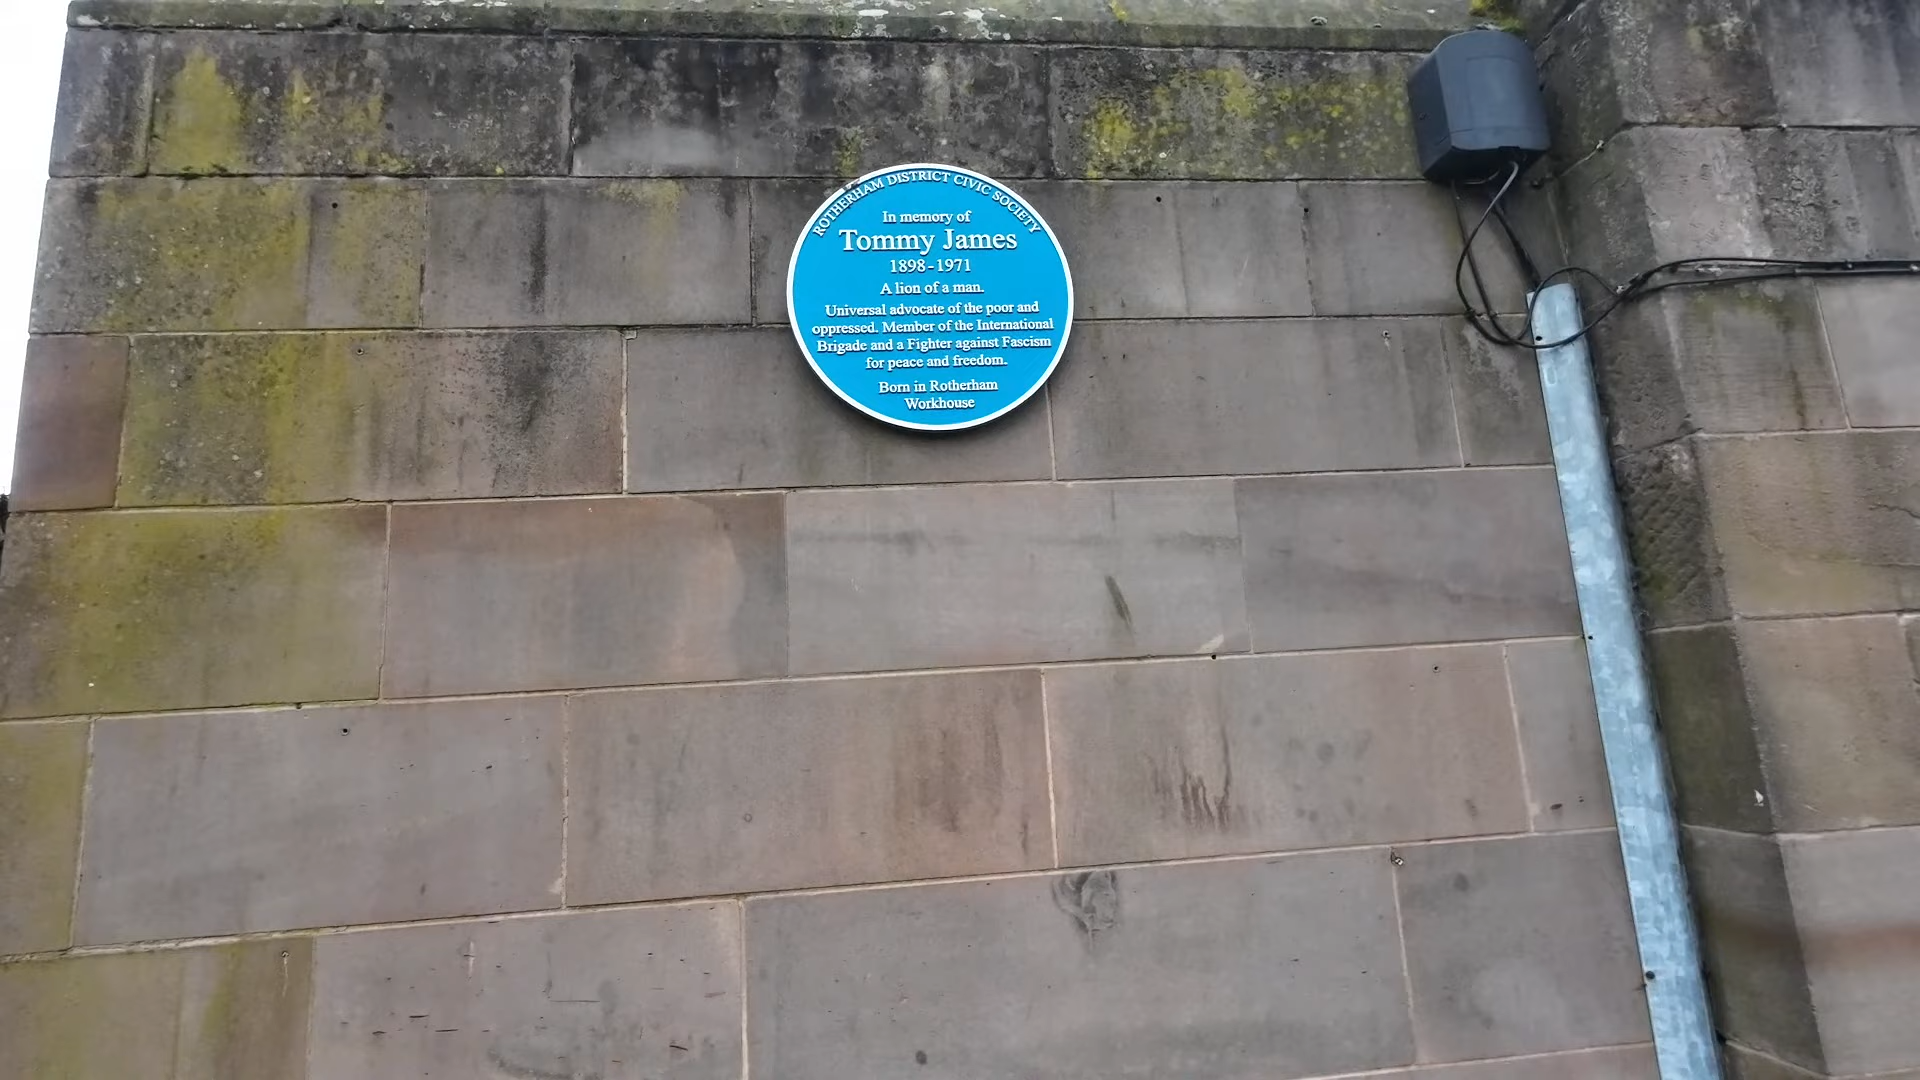 ROTHERHAM DISTRICT CIVIC SOCIETY
In memory of
Tommy James
1898-1971
A lion of a man.
Universal advocate of the poor and
oppressed. Member of the International
Brigade and a Fighter against Fascism
for peace and freedom.
Born in Rotherham
Workhouse